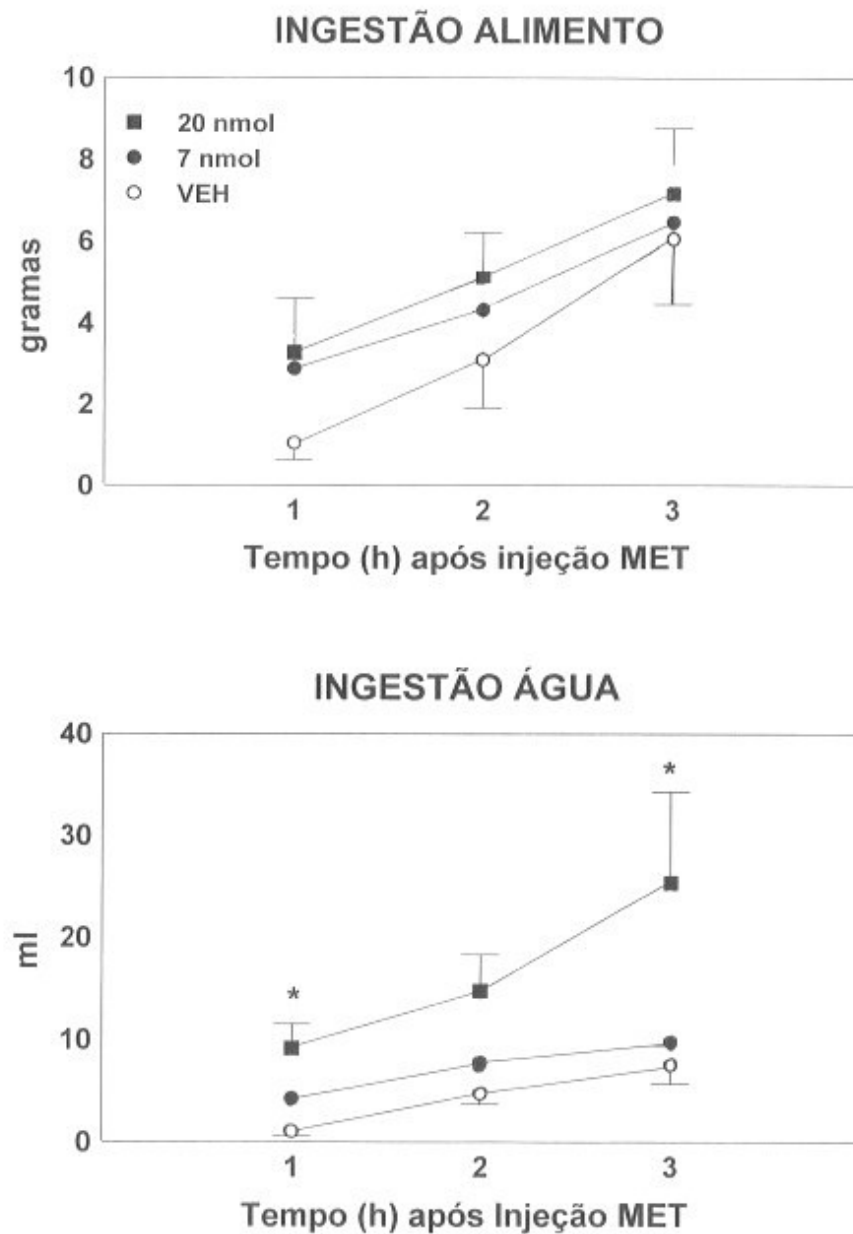 INGESTÃO ALIMENTO
10
8
6
4
2
0
gramas
20 nmol
7 nmol
VEH
1 2 3
Tempo (h) após injeção MET
INGESTÃO ÁGUA
40
30
20
10
0
ml
*
*
1 2 3
Tempo (h) após Injeção MET